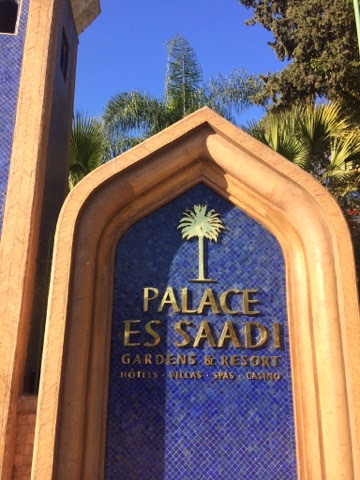 PALACE
ES SAADI
GARDENS & RESORT
HÔTELS · VILLAS · SPAS · CASINO